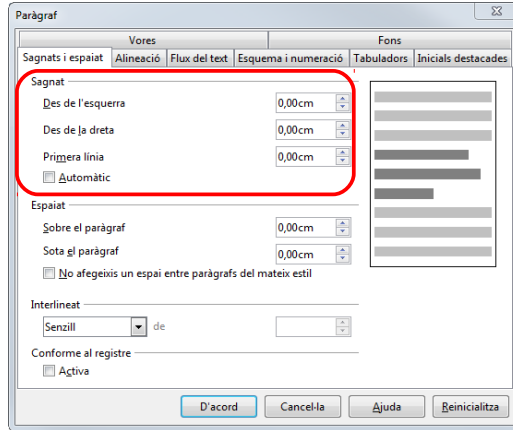 Paràgraf
Vores Fons
Sagnats i espaiat Alineació Flux del text Esquema i numeració Tabuladors Inicials destacades
Sagnat
Des de l'esquerra 0,00cm
Des de la dreta 0,00cm
Primera línia 0,00cm
Automàtic
Espaiat
Sobre el paràgraf 0,00cm
Sota el paràgraf 0,00cm
No afegeixis un espai entre paràgrafs del mateix estil
Interlineat
Senzill de
Conforme al registre
Activa
D'acord Cancel·la Ajuda Reinicialitza